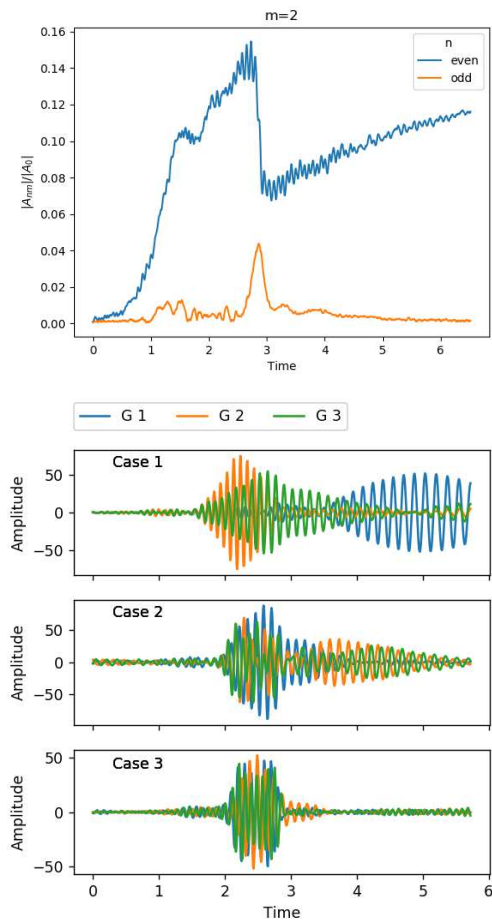 m=2
0.16
0.14
0.12
0.10
0.08
0.06
0.04
0.02
0.00
|A_{nm}|/|A_0|
n
even
odd
0 1 2 3 4 5 6
Time
G 1 G 2 G 3
Case 1
50
0
−50
Amplitude
Case 2
50
0
−50
Amplitude
Case 3
50
0
−50
Amplitude
0 1 2 3 4 5 6
Time